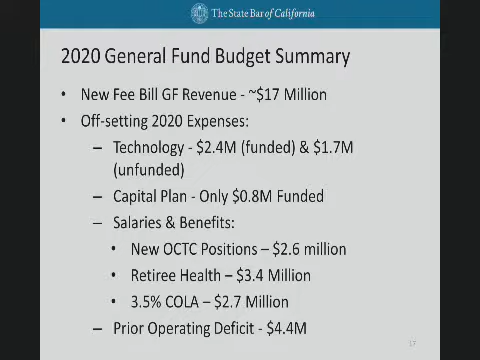 The State Bar of California
2020 General Fund Budget Summary
• New Fee Bill GF Revenue - ~$17 Million
• Off-setting 2020 Expenses:
– Technology - $2.4M (funded) & $1.7M
(unfunded)
– Capital Plan - Only $0.8M Funded
– Salaries & Benefits:
• New OCTC Positions – $2.6 million
• Retiree Health – $3.4 Million
• 3.5% COLA – $2.7 Million
– Prior Operating Deficit - $4.4M
17